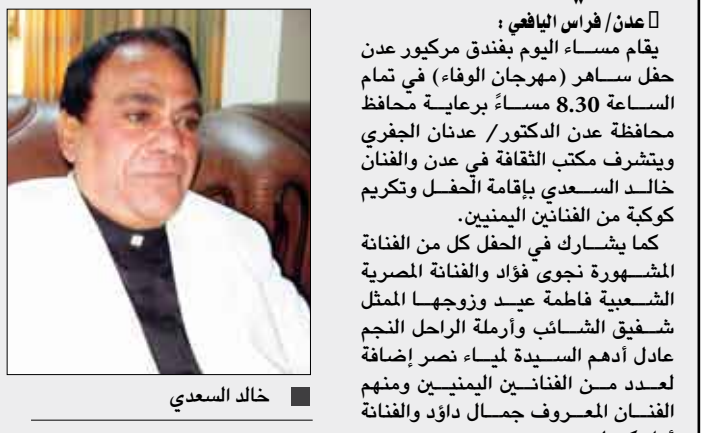 عدن/ فراس اليافعي :
يقام مساء اليوم بفندق مركيور عدن
حفل ساهر (مهرجان الوفاء) في تمام
الساعة 8.30 مساءً برعاية محافظ
محافظة عدن الدكتور/ عدنان الجفري
ويتشرف مكتب الثقافة في عدن والفنان
خالد السعدي بإقامة الحفل وتكريم
كوكبة من الفنانين اليمنيين.
كما يشارك في الحفل كل من الفنانة
المشهورة نجوى فؤاد والفنانة المصرية
الشعبية فاطمة عيد وزوجها الممثل
شفيق الشائب وأرملة الراحل النجم
عادل أدهم السيدة لمياء نصر إضافة
لعدد من الفنانين اليمنيين ومنهم
الفنان المعروف جمال داؤد والفنانة
خالد السعدي